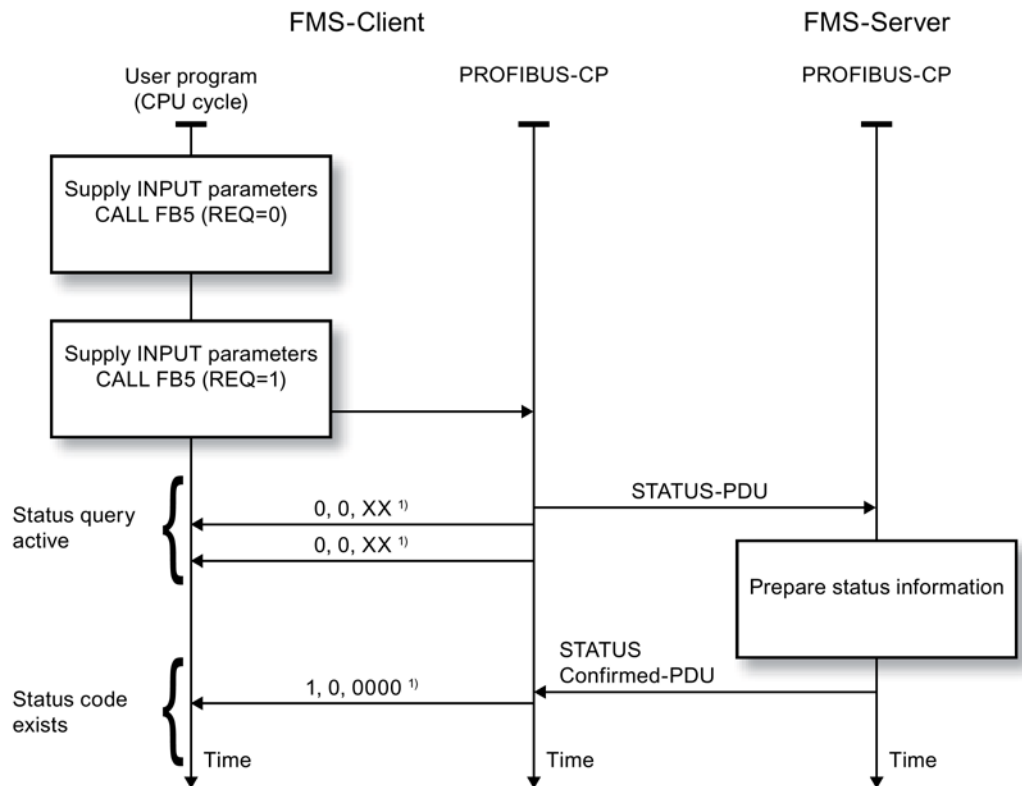 FMS-Client
FMS-Server
User program
(CPU cycle)
PROFIBUS-CP
PROFIBUS-CP
Supply INPUT parameters
CALL FB5 (REQ=0)
Supply INPUT parameters
CALL FB5 (REQ=1)
Status query
active
0, 0, XX 1)
STATUS-PDU
0, 0, XX 1)
Prepare status information
STATUS
Confirmed-PDU
Status code
exists
1, 0, 0000 1)
Time
Time
Time